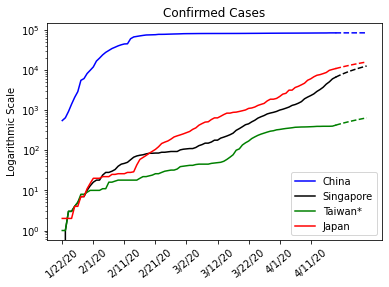 Confirmed Cases
Logarithmic Scale
10⁵
10⁴
10³
10²
10¹
10⁰
1/22/20
2/1/20
2/11/20
2/21/20
3/2/20
3/12/20
3/22/20
4/1/20
4/11/20
China
Singapore
Taiwan*
Japan